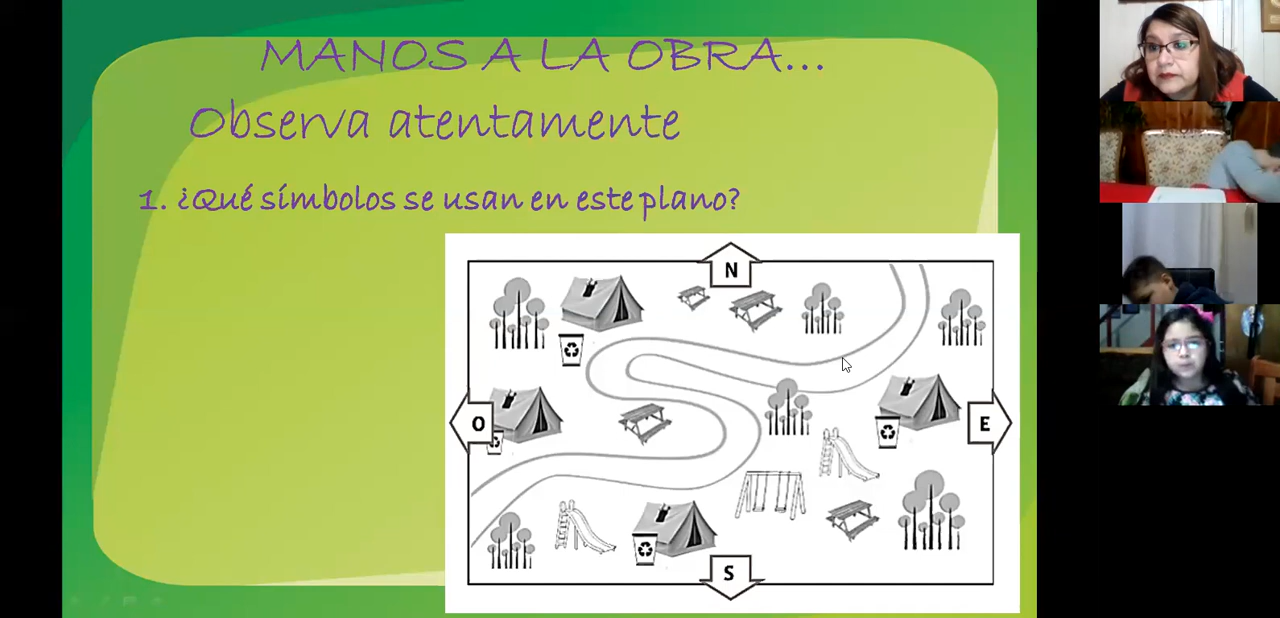 MANOS A LA OBRA...
Observa atentamente
1. ¿Qué símbolos se usan en este plano?
N
O
E
S